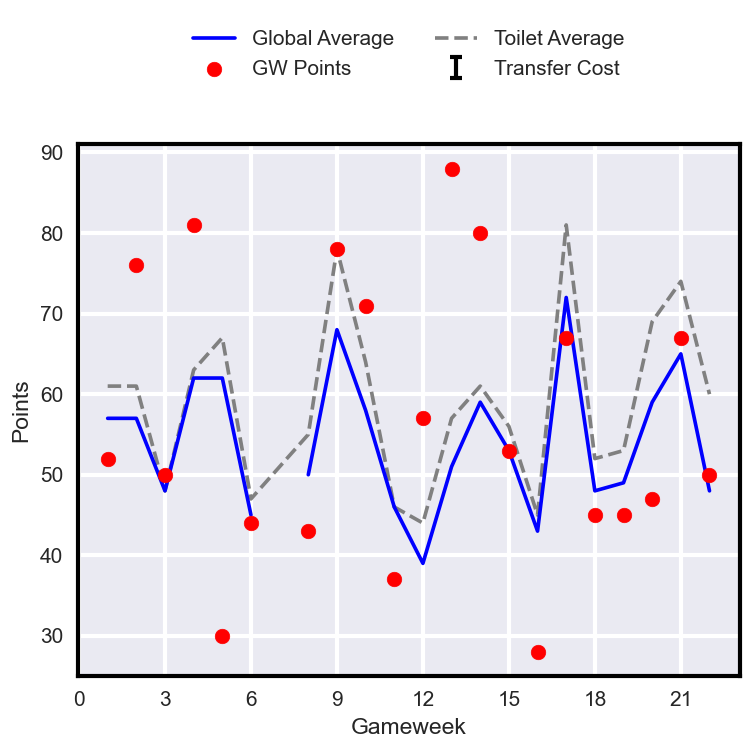 Global Average
Toilet Average
GW Points
Transfer Cost
90
80
70
60
50
40
30
Points
0 3 6 9 12 15 18 21
Gameweek